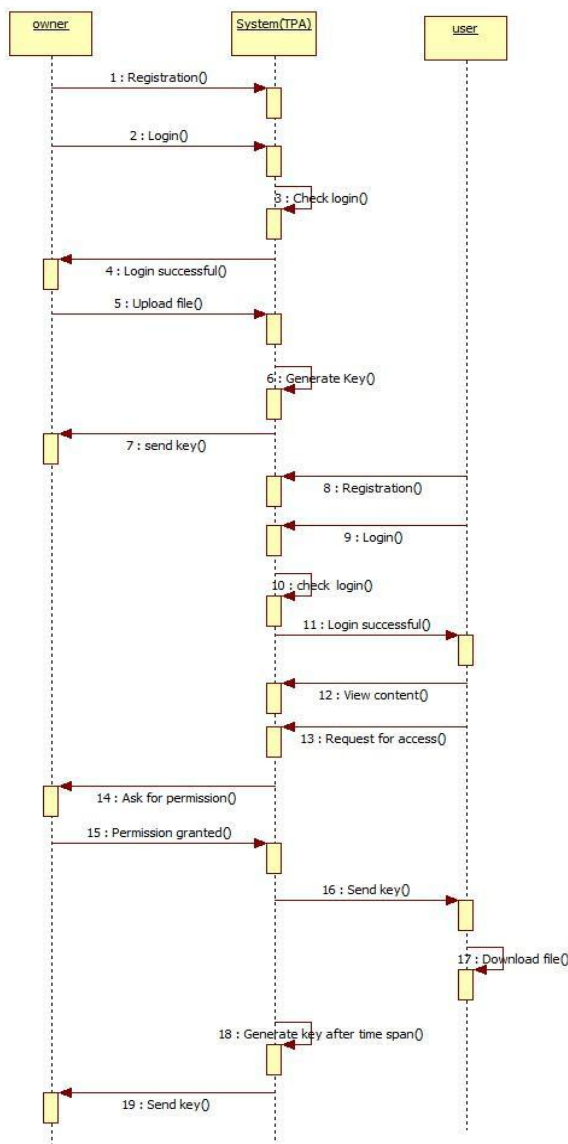 owner
System(TPA)
user
1 : Registration()
2 : Login()
3 : Check login()
4 : Login successful()
5 : Upload file()
6 : Generate Key()
7 : send key()
8 : Registration()
9 : Login()
10 : check login()
11 : Login successful()
12 : View content()
13 : Request for access()
14 : Ask for permission()
15 : Permission granted()
16 : Send key()
17 : Download file()
18 : Generate key after time span()
19 : Send key()